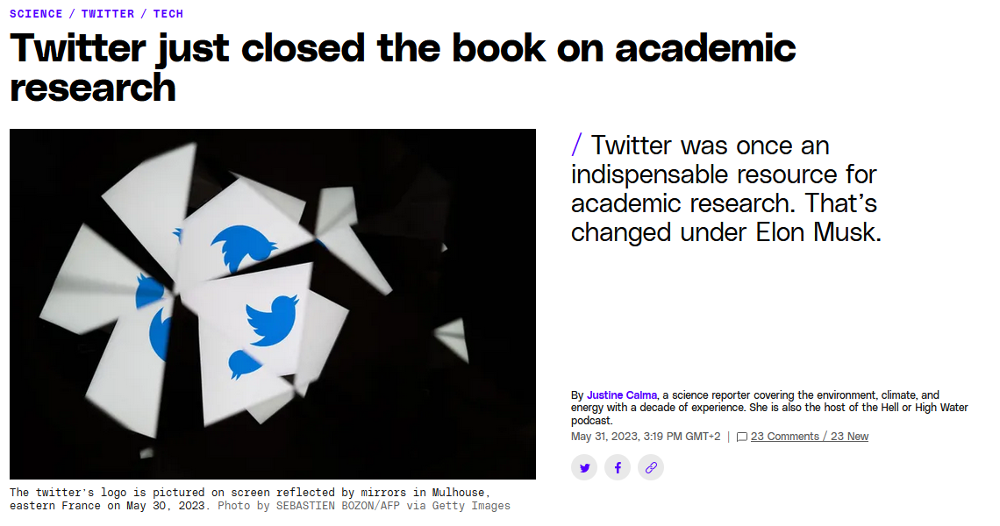 SCIENCE / TWITTER / TECH
Twitter just closed the book on academic
research
/ Twitter was once an
indispensable resource for
academic research. That’s
changed under Elon Musk.
By Justine Calma, a science reporter covering the environment, climate, and
energy with a decade of experience. She is also the host of the Hell or High Water
podcast.
May 31, 2023, 3:19 PM GMT+2 | 23 Comments / 23 New
The twitter's logo is pictured on screen reflected by mirrors in Mulhouse,
eastern France on May 30, 2023. Photo by SEBASTIEN BOZON/AFP via Getty Images